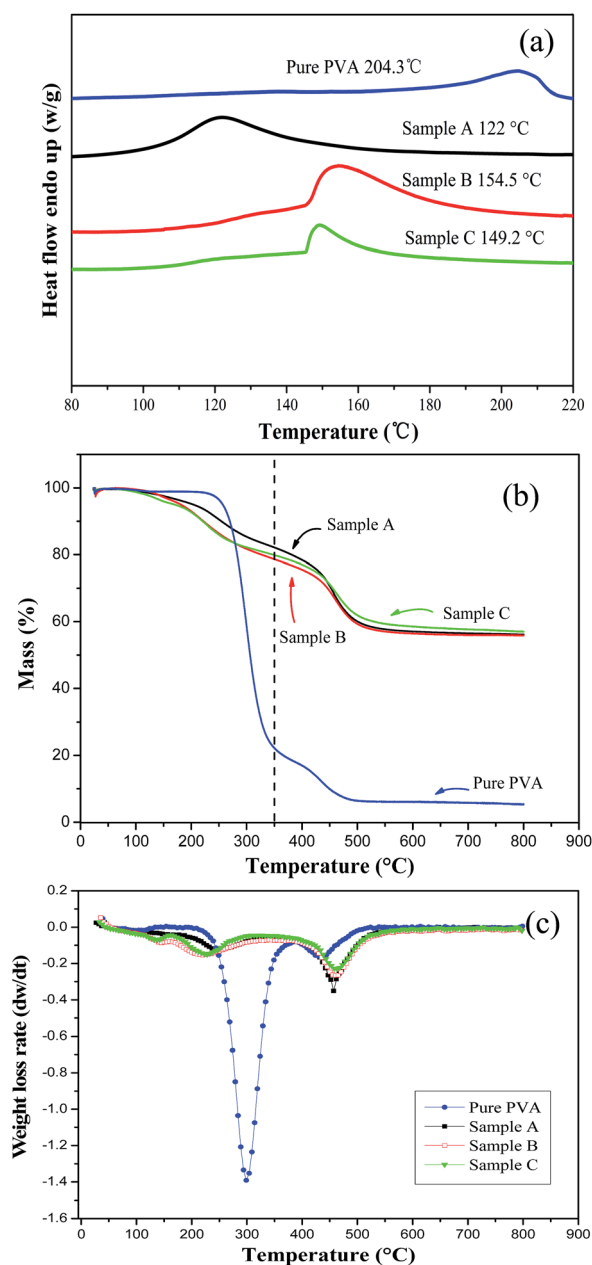 (a)
Pure PVA 204.3℃
Sample A 122 °C
Sample B 154.5 °C
Sample C 149.2 °C
Heat flow endo up (w/g)
80 100 120 140 160 180 200 220
Temperature (℃)
(b)
100
80
60
40
20
0
Sample A
Sample B
Sample C
Pure PVA
Mass (%)
0 100 200 300 400 500 600 700 800 900
Temperature (°C)
(c)
0.2
0.0
-0.2
-0.4
-0.6
-0.8
-1.0
-1.2
-1.4
-1.6
Weight loss rate (dw/dt)
Pure PVA
Sample A
Sample B
Sample C
0 100 200 300 400 500 600 700 800 900
Temperature (°C)